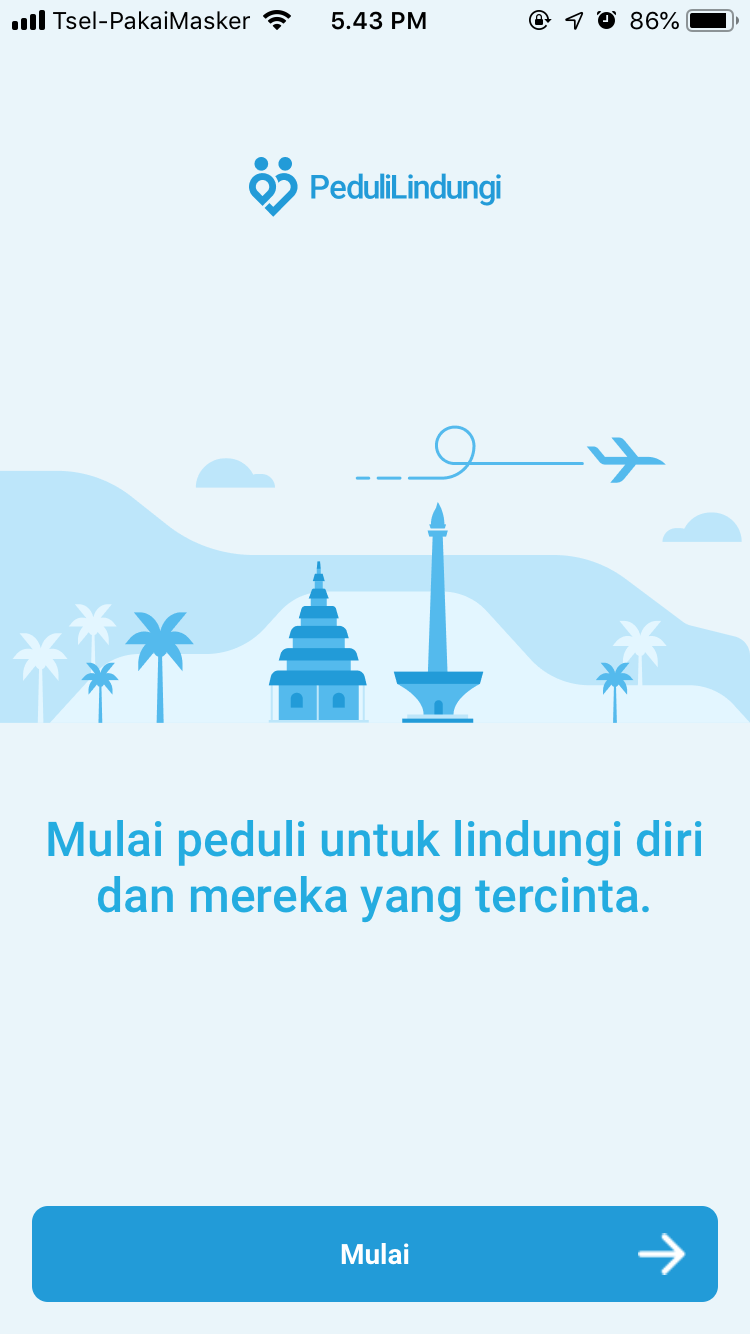 Tsel-PakaiMasker 5.43 PM 86%
PeduliLindungi
Mulai peduli untuk lindungi diri
dan mereka yang tercinta.
Mulai